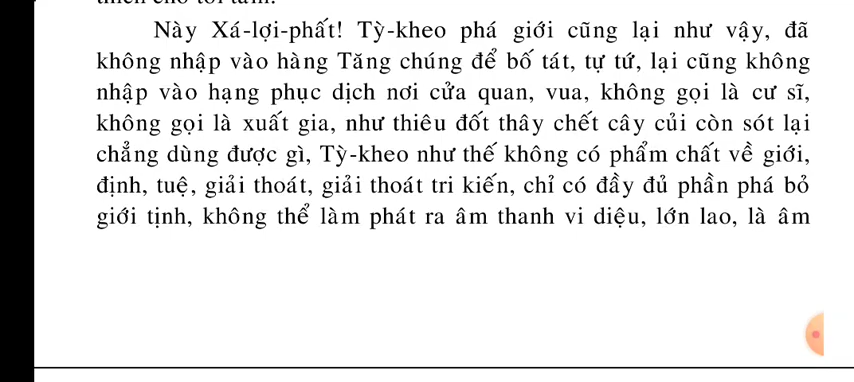 Này Xá-lợi-phất! Tỳ-kheo phá giới cũng lại như vậy, đã
không nhập vào hàng Tăng chúng để bố tát, tự tứ, lại cũng không
nhập vào hạng phục dịch nơi cửa quan, vua, không gọi là cư sĩ,
không gọi là xuất gia, như thiêu đốt thây chết cây củi còn sót lại
chẳng dùng được gì, Tỳ-kheo như thế không có phẩm chất về giới,
định, tuệ, giải thoát, giải thoát tri kiến, chỉ có đầy đủ phần phá bỏ
giới tịnh, không thể làm phát ra âm thanh vi diệu, lớn lao, là âm